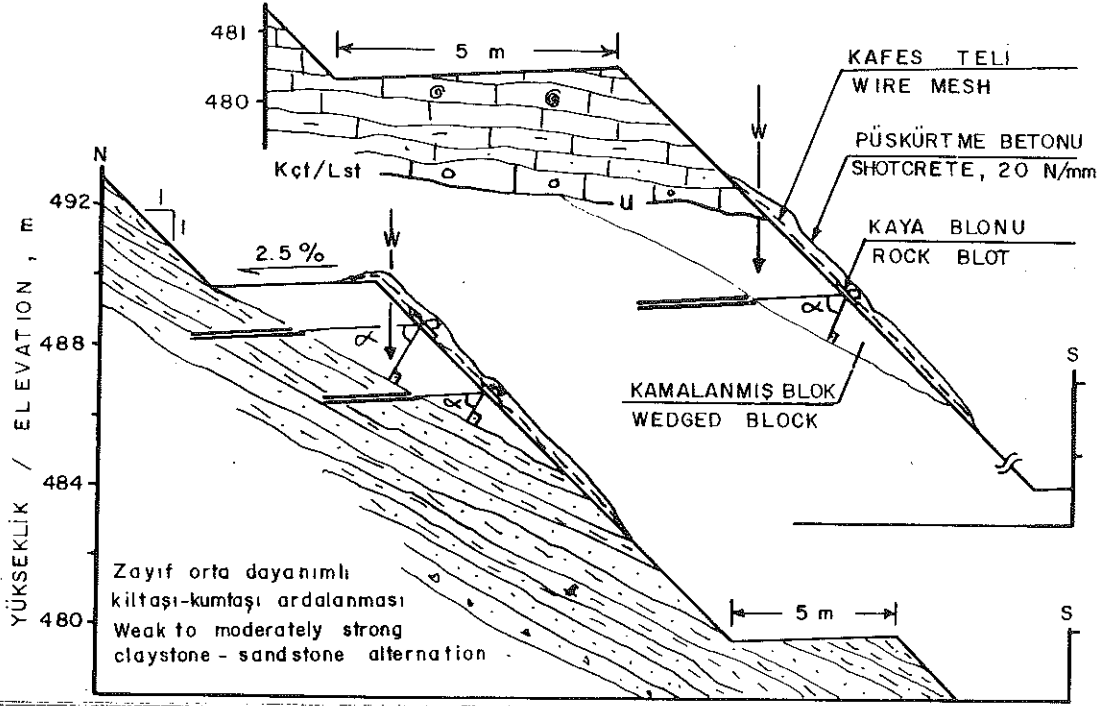 481
480
5 m
W
KAFES TELİ
WIRE MESH
PÜSKÜRTME BETONU
SHOTCRETE, 20 N/mm
KAYA BLONU
ROCK BLOT
Kçt/Lst
U
α
KAMALANMIŞ BLOK
WEDGED BLOCK
S
N
1
1
2.5 %
W
α
α
YÜKSEKLİK / ELEVATION, m
492
488
484
480
Zayıf orta dayanımlı
kiltaşı-kumtaşı ardalanması
Weak to moderately strong
claystone - sandstone alternation
5 m
S